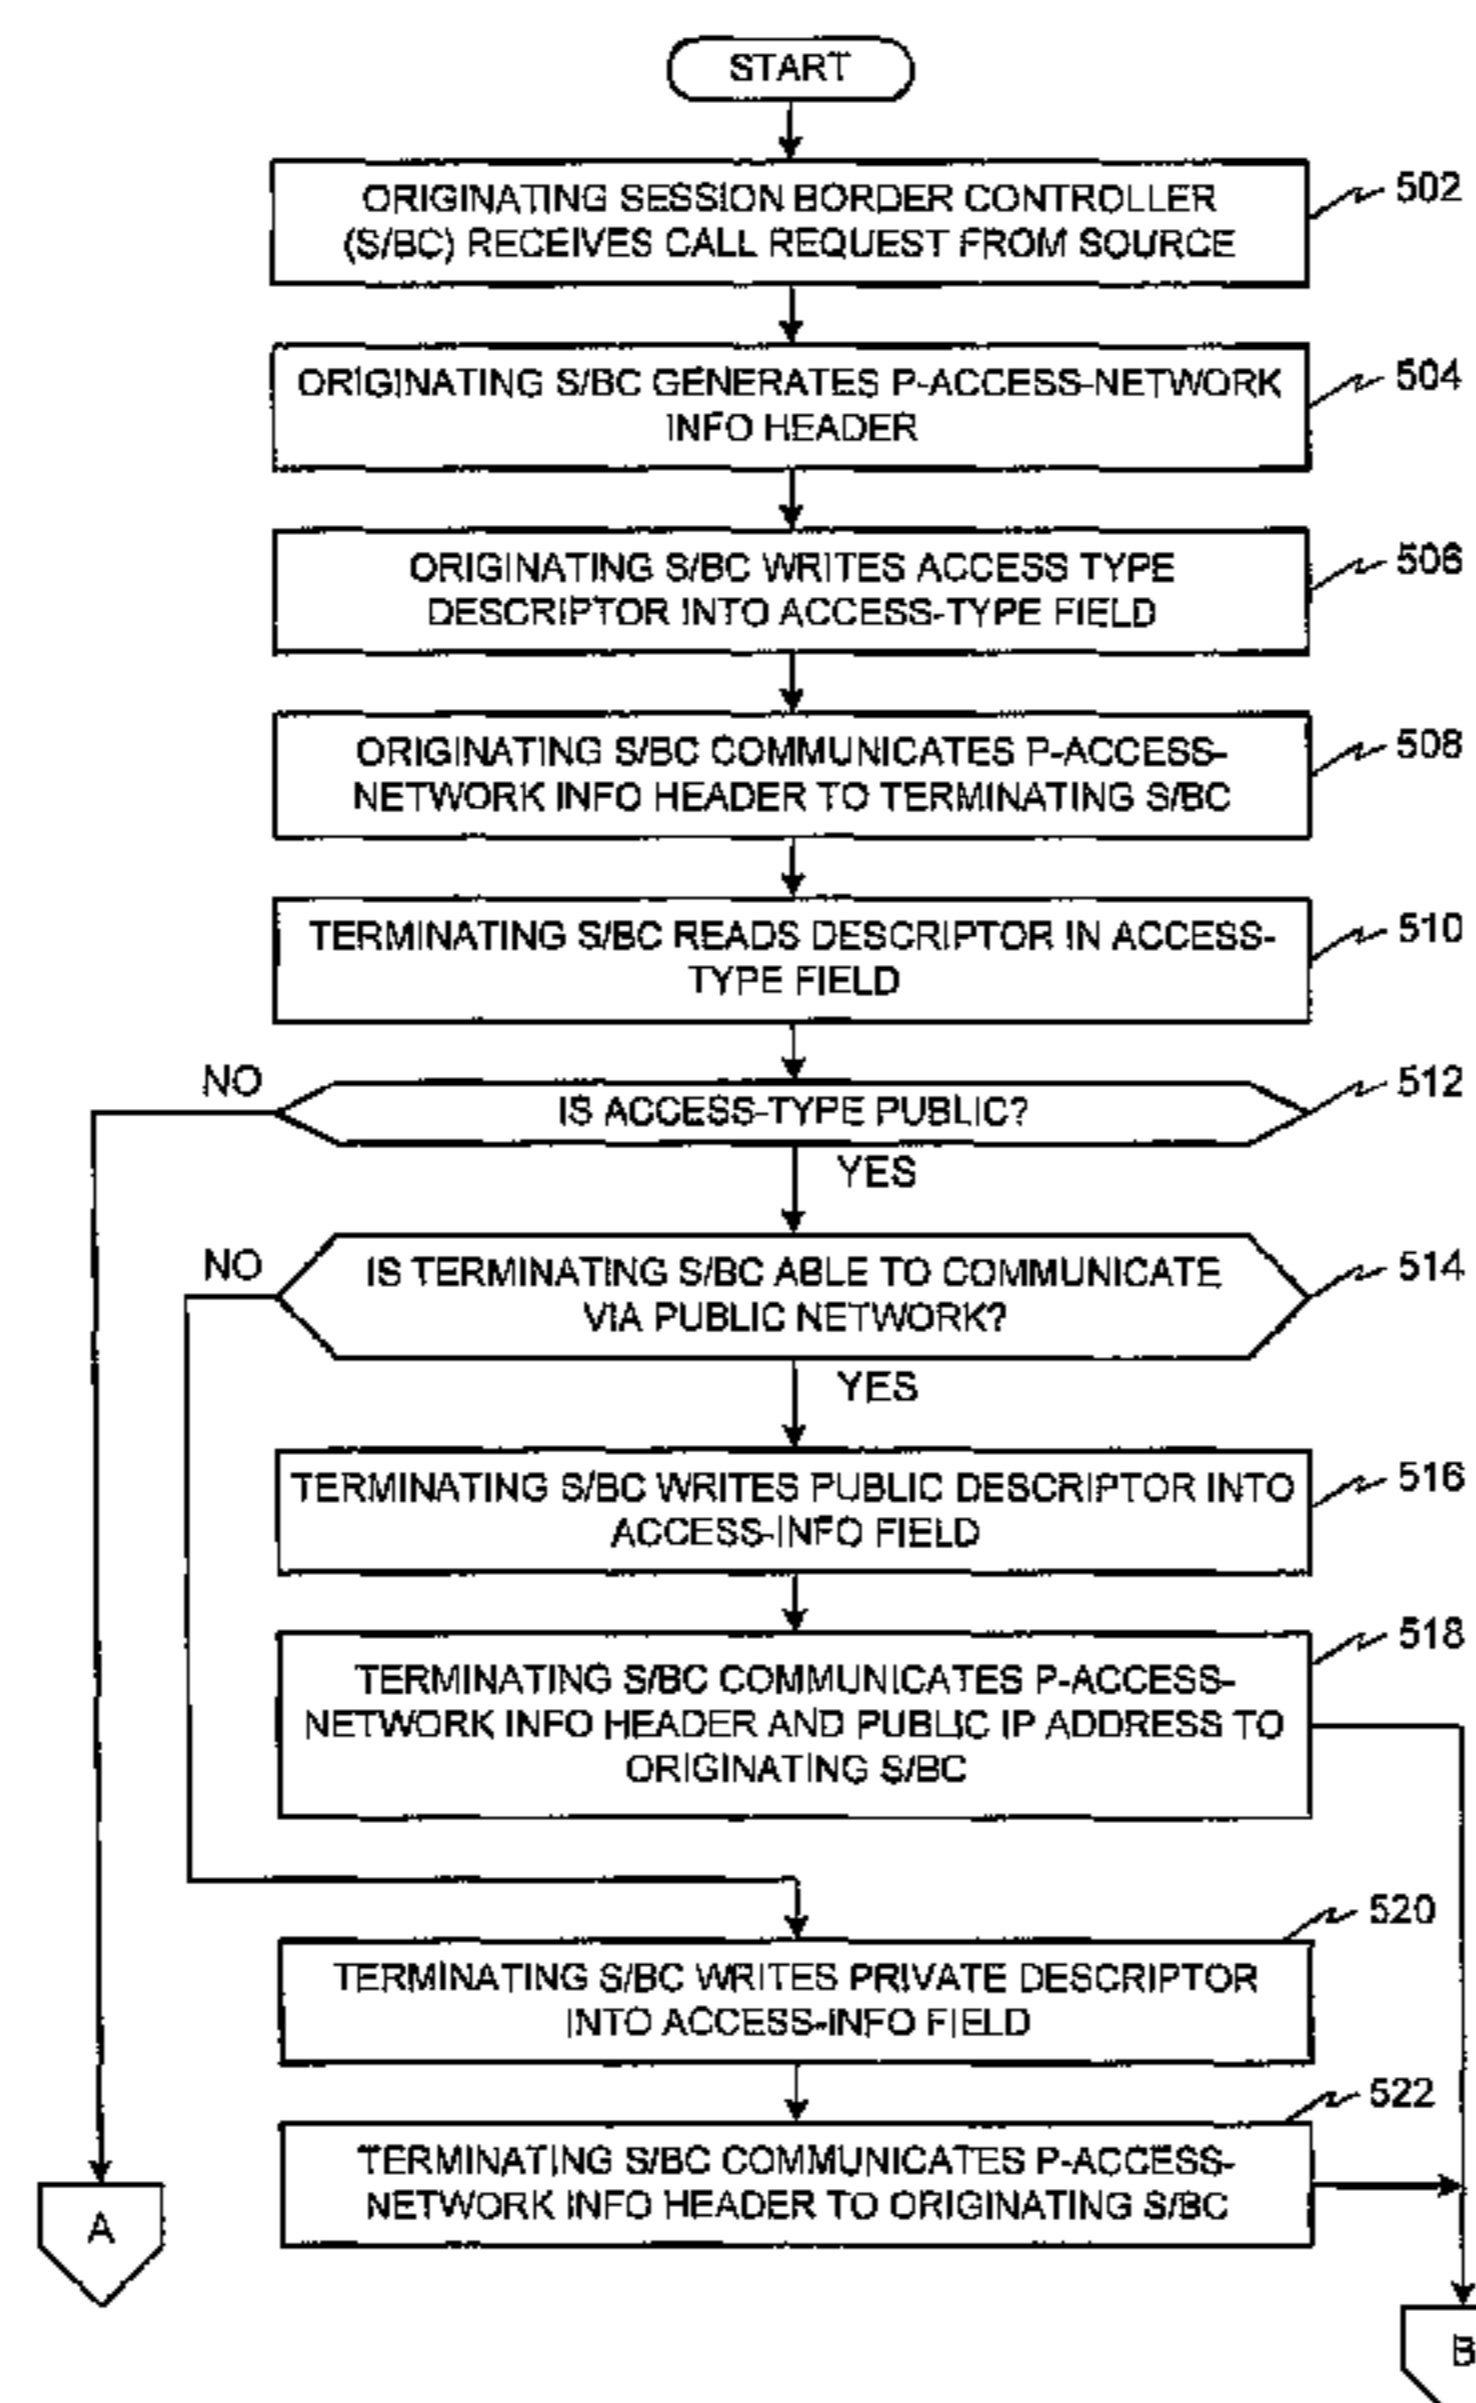 START
ORIGINATING SESSION BORDER CONTROLLER
(S/BC) RECEIVES CALL REQUEST FROM SOURCE
502
ORIGINATING S/BC GENERATES P-ACCESS-NETWORK
INFO HEADER
504
ORIGINATING S/BC WRITES ACCESS TYPE
DESCRIPTOR INTO ACCESS-TYPE FIELD
506
ORIGINATING S/BC COMMUNICATES P-ACCESS-
NETWORK INFO HEADER TO TERMINATING S/BC
508
TERMINATING S/BC READS DESCRIPTOR IN ACCESS-
TYPE FIELD
510
NO
IS ACCESS-TYPE PUBLIC?
512
YES
NO
IS TERMINATING S/BC ABLE TO COMMUNICATE
VIA PUBLIC NETWORK?
514
YES
TERMINATING S/BC WRITES PUBLIC DESCRIPTOR INTO
ACCESS-INFO FIELD
516
TERMINATING S/BC COMMUNICATES P-ACCESS-
NETWORK INFO HEADER AND PUBLIC IP ADDRESS TO
ORIGINATING S/BC
518
TERMINATING S/BC WRITES PRIVATE DESCRIPTOR
INTO ACCESS-INFO FIELD
520
TERMINATING S/BC COMMUNICATES P-ACCESS-
NETWORK INFO HEADER TO ORIGINATING S/BC
522
A
B